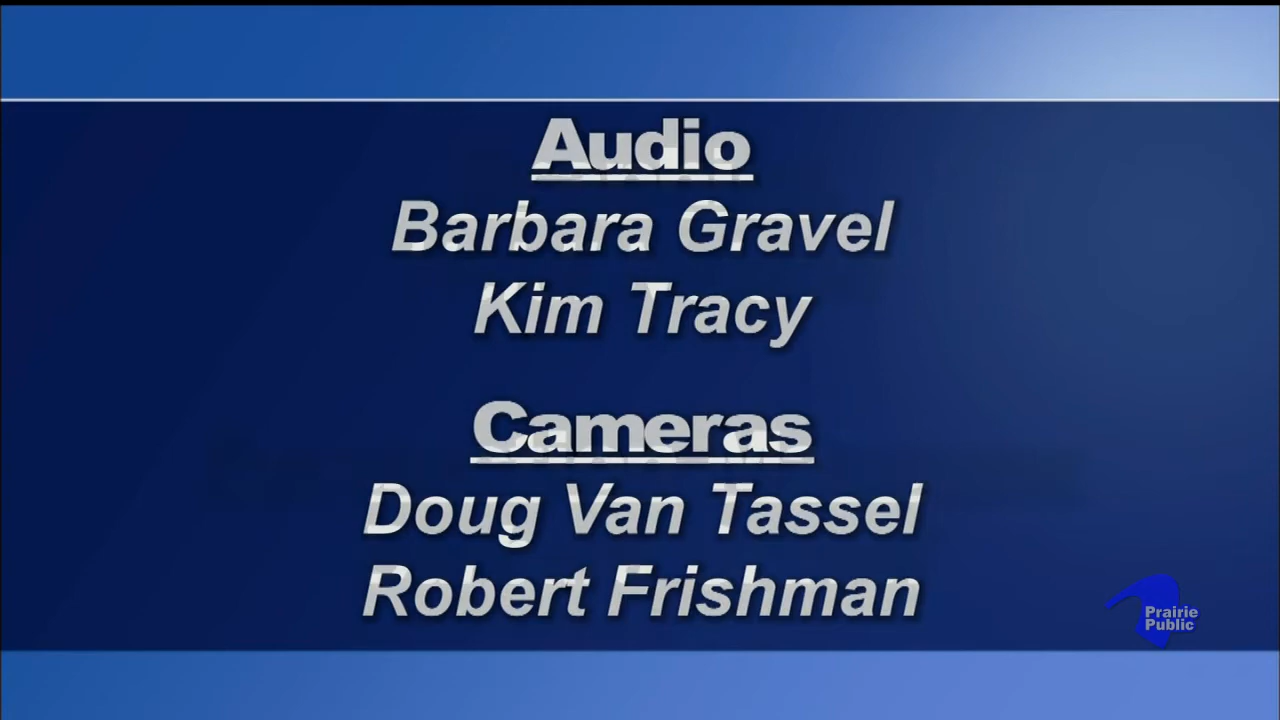 Audio
Barbara Gravel
Kim Tracy
Cameras
Doug Van Tassel
Robert Frishman
Prairie
Public